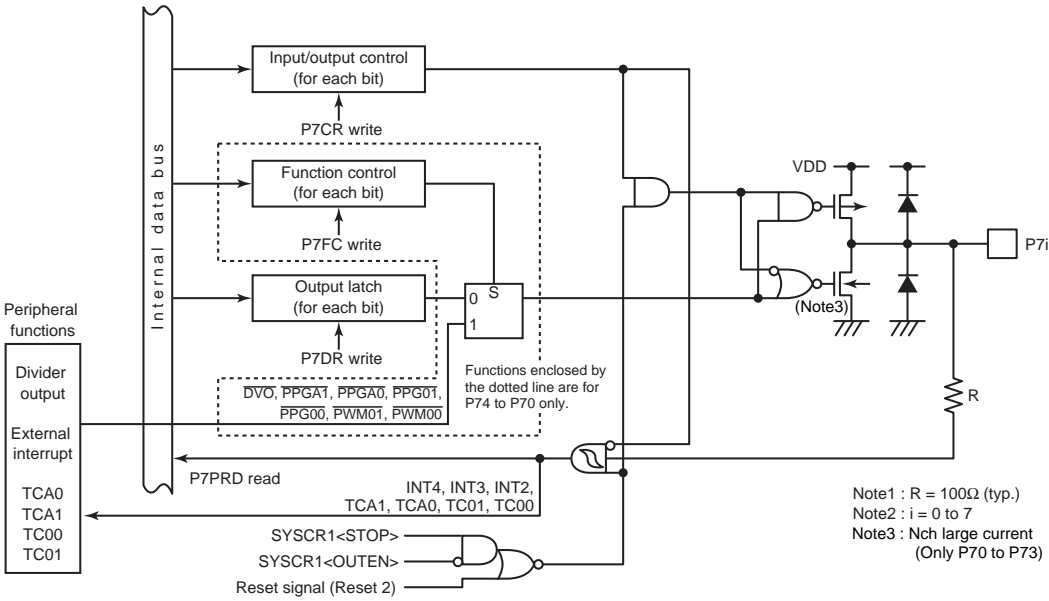 Input/output control
(for each bit)
P7CR write
Function control
(for each bit)
P7FC write
Output latch
(for each bit)
P7DR write
Internal data bus
0
S
1
VDD
P7i
(Note3)
R
Peripheral
functions
Divider
output
External
interrupt
TCA0
TCA1
TC00
TC01
DVO, PPGA1, PPGA0, PPG01,
PPG00, PWM01, PWM00
Functions enclosed by
the dotted line are for
P74 to P70 only.
P7PRD read
INT4, INT3, INT2,
TCA1, TCA0, TC01, TC00
SYSCR1<STOP>
SYSCR1<OUTEN>
Reset signal (Reset 2)
Note1 : R = 100Ω (typ.)
Note2 : i = 0 to 7
Note3 : Nch large current
(Only P70 to P73)